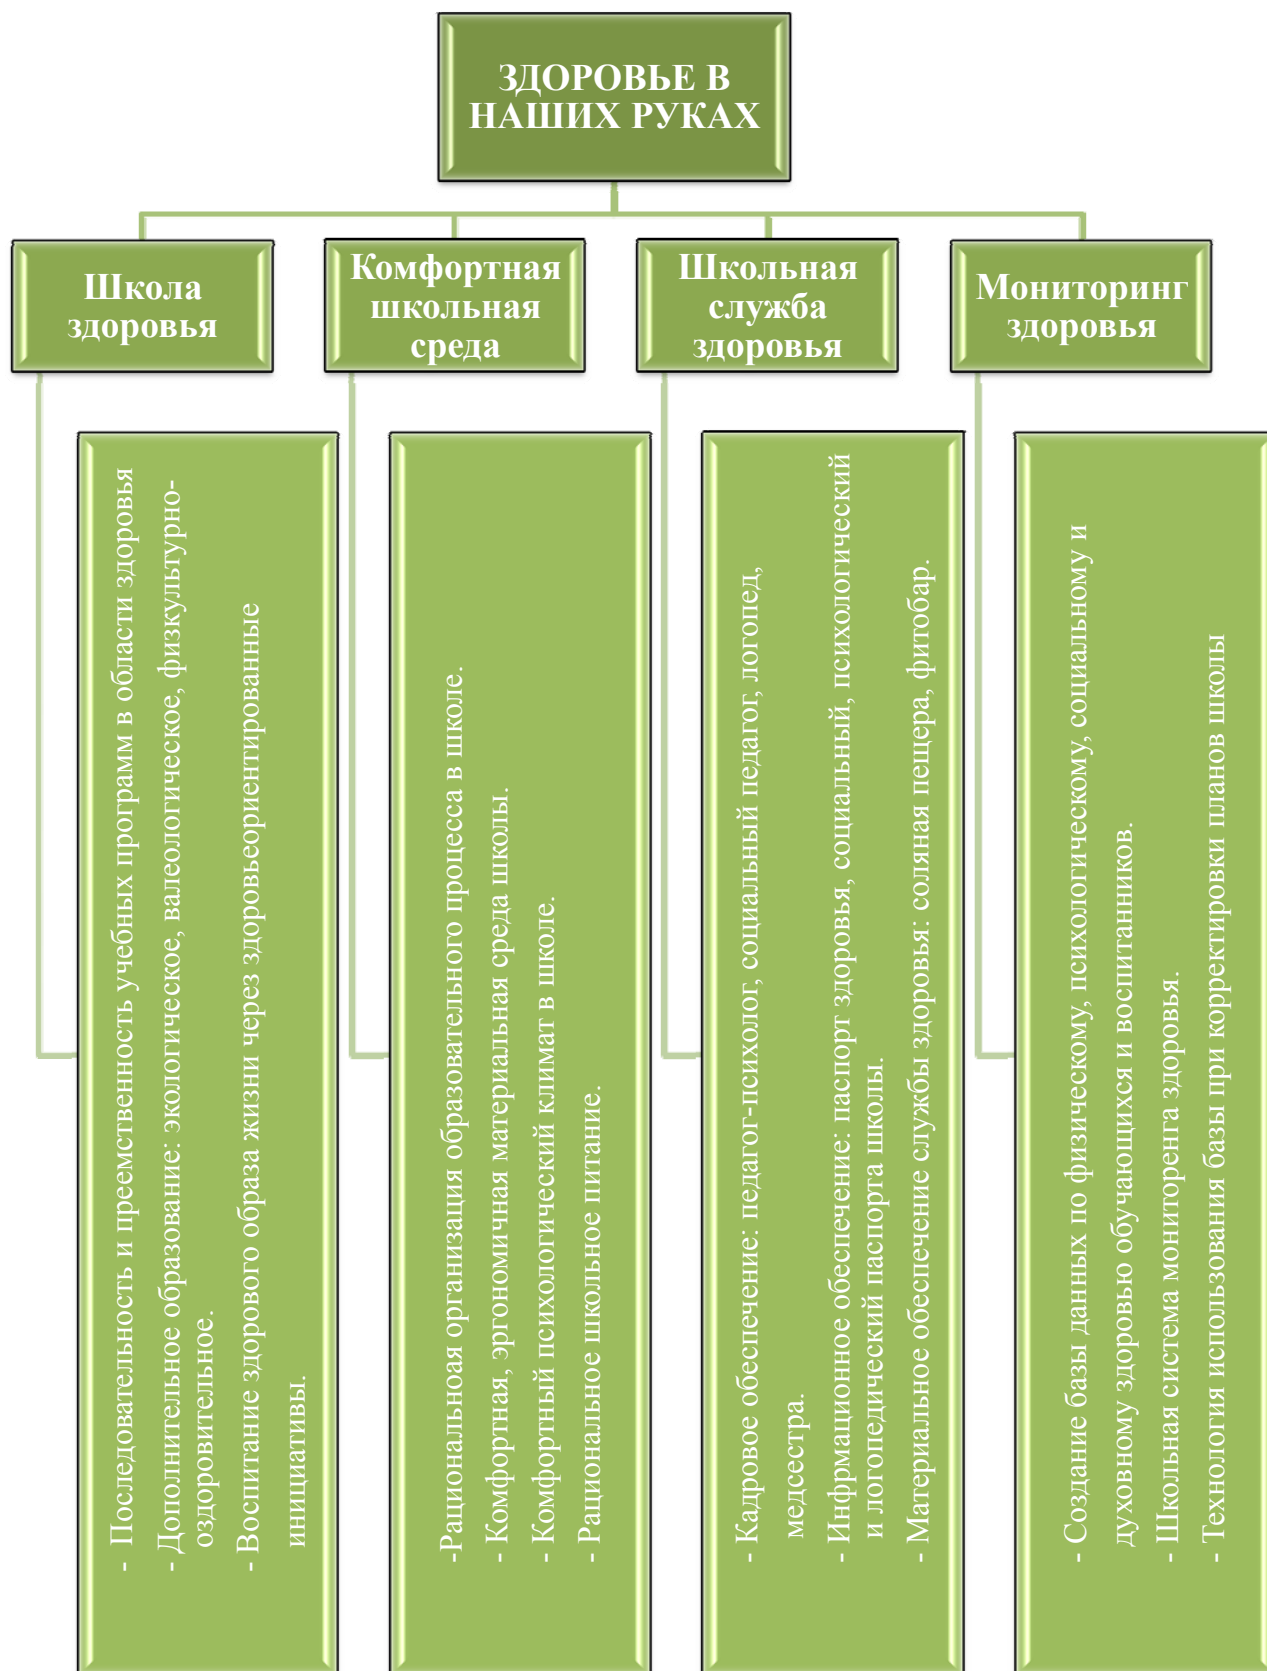 ЗДОРОВЬЕ В
НАШИХ РУКАХ
Школа
здоровья
Комфортная
школьная
среда
Школьная
служба
здоровья
Мониторинг
здоровья
- Последовательность и преемственность учебных программ в области здоровья
- Дополнительное образование: экологическое, валеологическое, физкультурно-
оздоровительное.
- Воспитание здорового образа жизни через здоровьеориентированные
инициативы.
-Рациональноая организация образовательного процесса в школе.
- Комфортная, эргономичная материальная среда школы.
- Комфортный психологический климат в школе.
- Рациональное школьное питание.
- Кадровое обеспечение: педагог-психолог, социальный педагог, логопед,
медсестра.
- Инфрмационное обеспечение: паспорт здоровья, социальный, психологический
и логопедический паспорта школы.
- Материальное обеспечение службы здоровья: соляная пещера, фитобар.
- Создание базы данных по физическому, психологическому, социальному и
духовному здоровью обучающихся и воспитанников.
- Школьная система мониторенга здоровья.
- Технология использования базы при корректировки планов школы